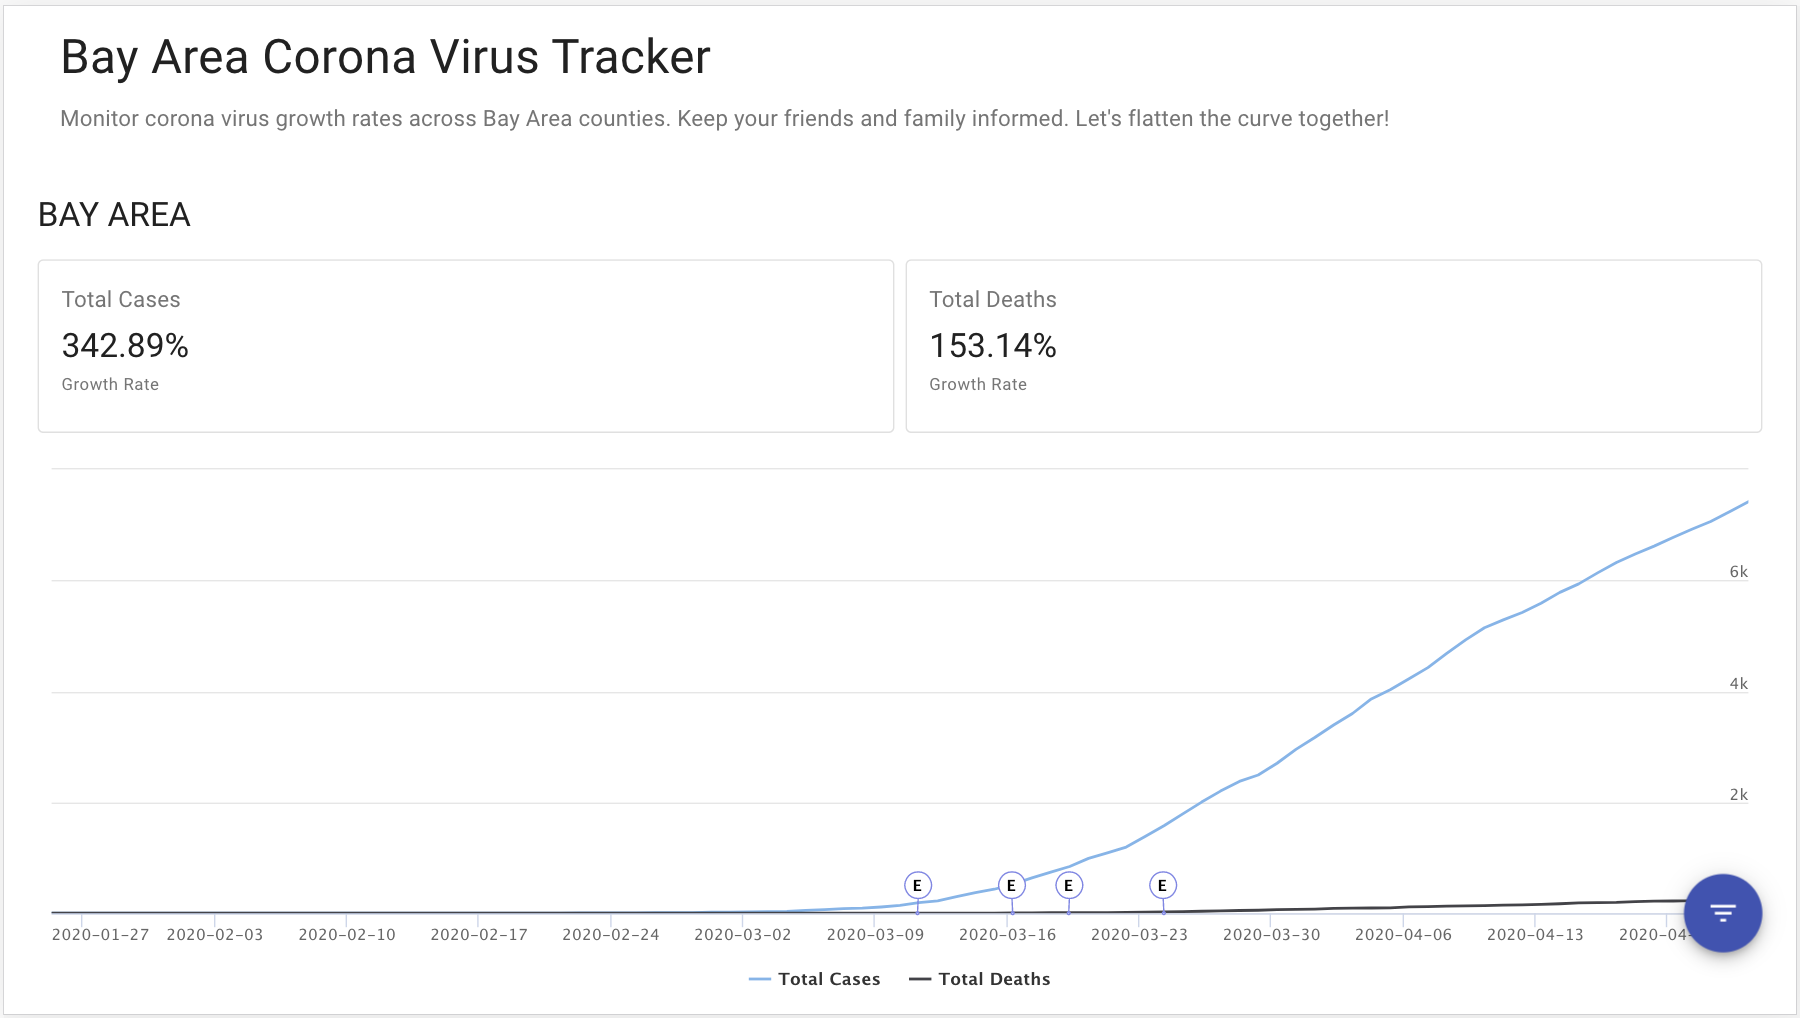 Bay Area Corona Virus Tracker
Monitor corona virus growth rates across Bay Area counties. Keep your friends and family informed. Let's flatten the curve together!
BAY AREA
Total Cases
342.89%
Growth Rate
Total Deaths
153.14%
Growth Rate
6k
4k
2k
E E E E
2020-01-27 2020-02-03 2020-02-10 2020-02-17 2020-02-24 2020-03-02 2020-03-09 2020-03-16 2020-03-23 2020-03-30 2020-04-06 2020-04-13 2020-04-
Total Cases Total Deaths